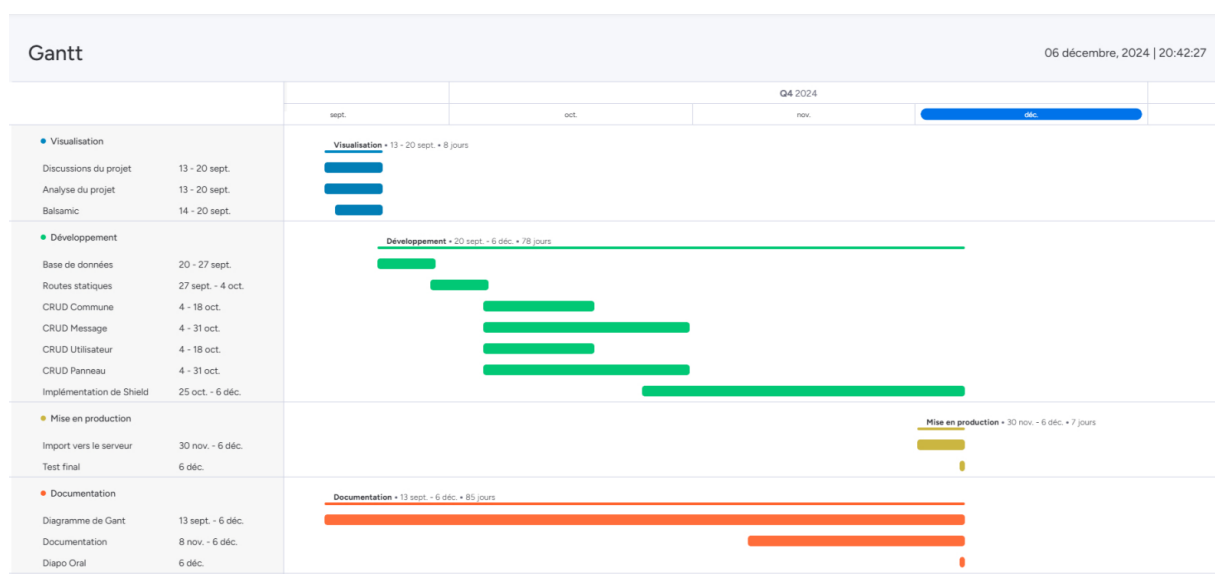 Gantt
06 décembre, 2024 | 20:42:27
Q4 2024
sept. oct. nov. déc.
Visualisation
Visualisation • 13 - 20 sept. • 8 jours
Discussions du projet 13 - 20 sept.
Analyse du projet 13 - 20 sept.
Balsamic 14 - 20 sept.
Développement
Développement • 20 sept. - 6 déc. • 78 jours
Base de données 20 - 27 sept.
Routes statiques 27 sept. - 4 oct.
CRUD Commune 4 - 18 oct.
CRUD Message 4 - 31 oct.
CRUD Utilisateur 4 - 18 oct.
CRUD Panneau 4 - 31 oct.
Implémentation de Shield 25 oct. - 6 déc.
Mise en production
Mise en production • 30 nov. - 6 déc. • 7 jours
Import vers le serveur 30 nov. - 6 déc.
Test final 6 déc.
Documentation
Documentation • 13 sept. - 6 déc. • 85 jours
Diagramme de Gant 13 sept. - 6 déc.
Documentation 8 nov. - 6 déc.
Diapo Oral 6 déc.